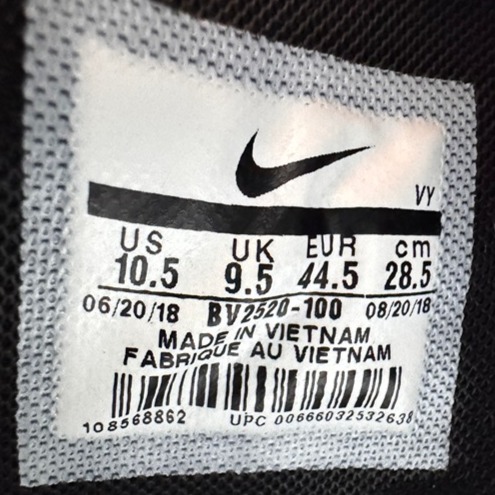 VY
US UK EUR cm
10.5 9.5 44.5 28.5
06/20/18 BV2520-100 08/20/18
MADE IN VIETNAM
FABRIQUE AU VIETNAM
108568862 UPC 00666032532638